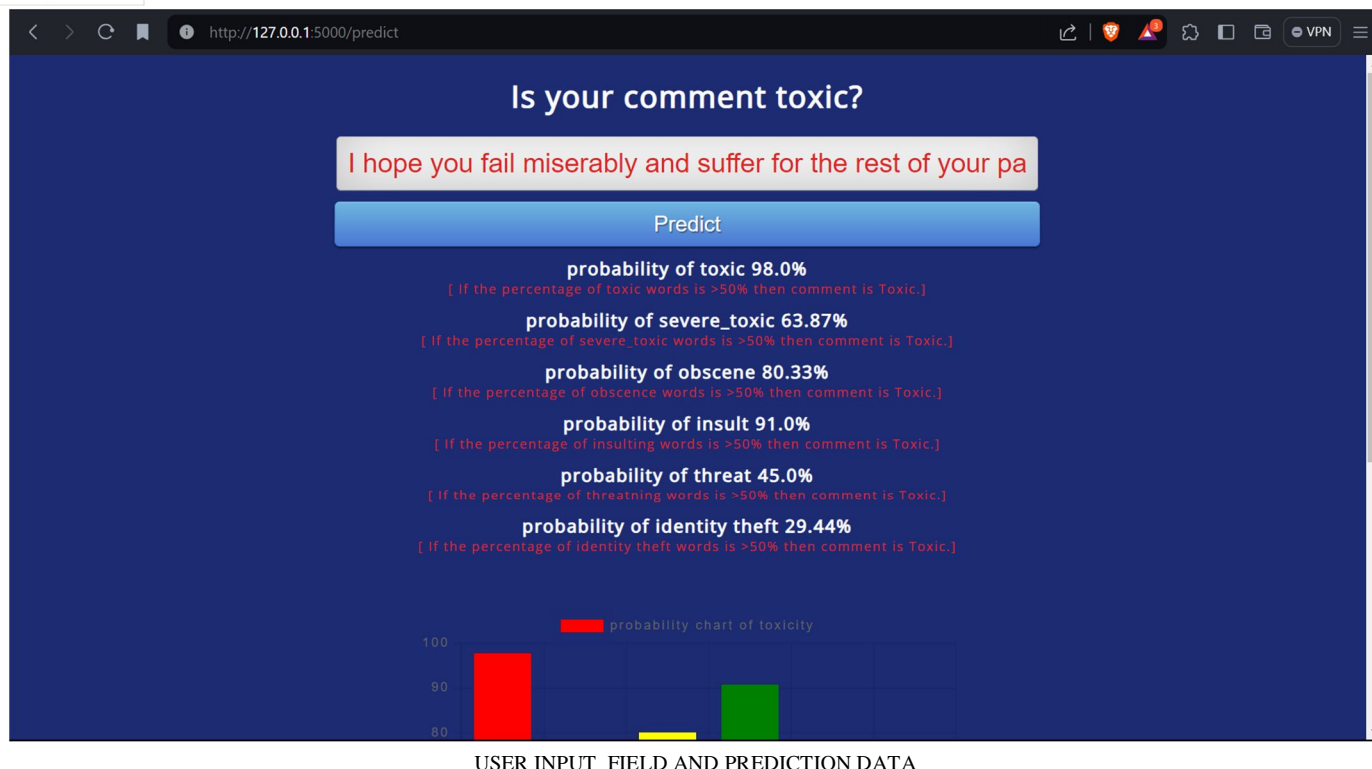 http://127.0.0.1:5000/predict
3
VPN
Is your comment toxic?
I hope you fail miserably and suffer for the rest of your pa
Predict
probability of toxic 98.0%
[ If the percentage of toxic words is >50% then comment is Toxic.]
probability of severe_toxic 63.87%
[ If the percentage of severe_toxic words is >50% then comment is Toxic.]
probability of obscene 80.33%
[ If the percentage of obscence words is >50% then comment is Toxic.]
probability of insult 91.0%
[ If the percentage of insulting words is >50% then comment is Toxic.]
probability of threat 45.0%
[ If the percentage of threatning words is >50% then comment is Toxic.]
probability of identity theft 29.44%
[ If the percentage of identity theft words is >50% then comment is Toxic.]
probability chart of toxicity
100
90
80
USER INPUT FIELD AND PREDICTION DATA